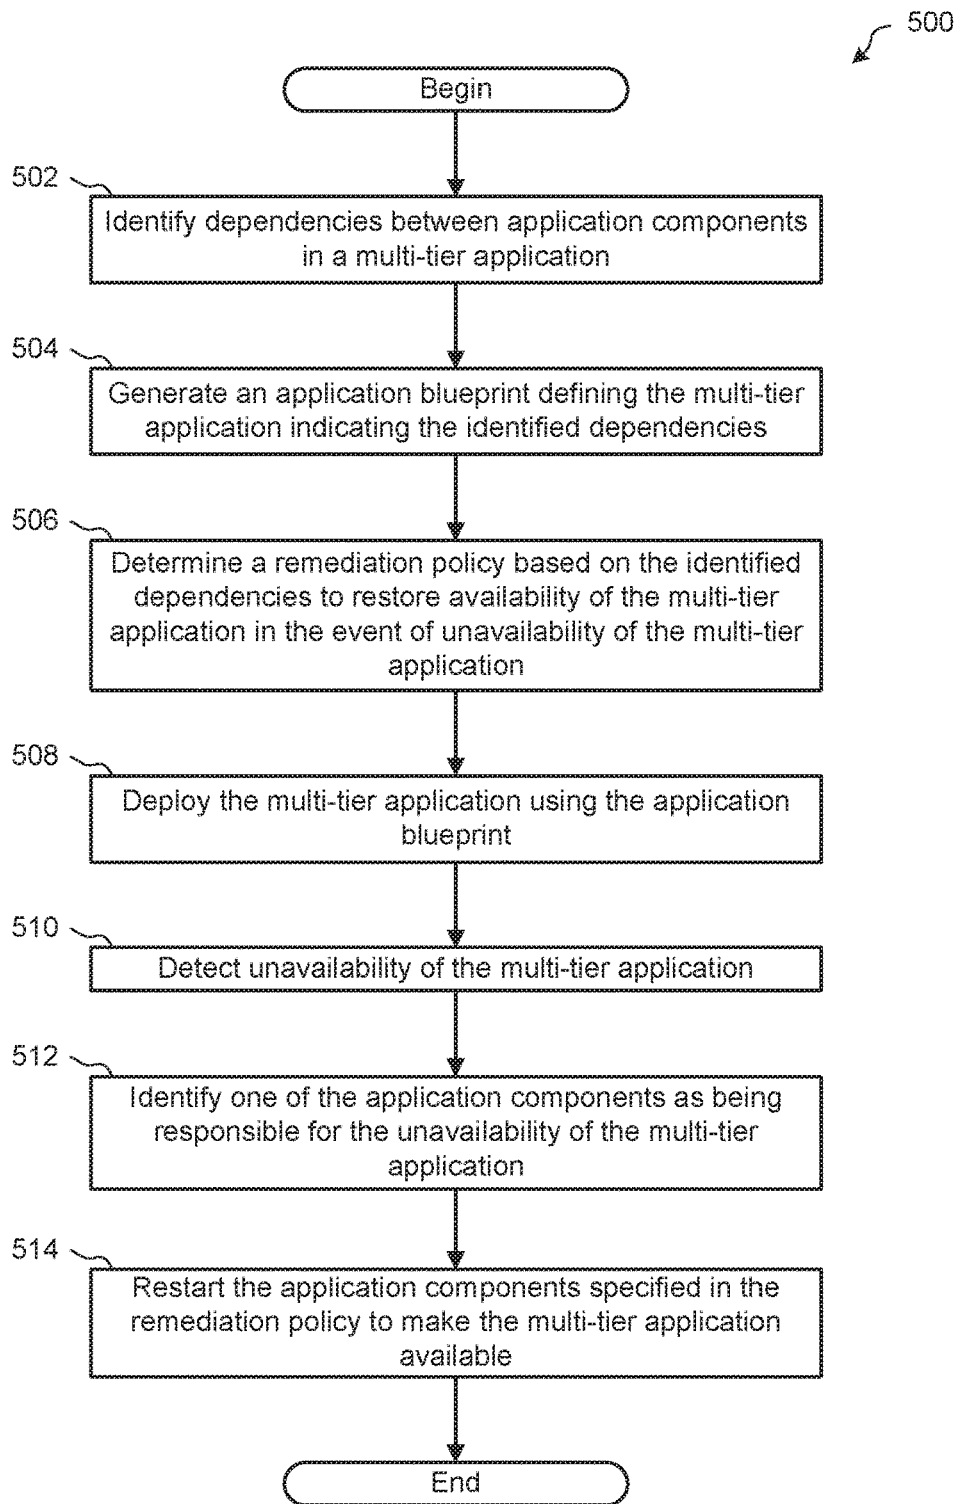 500
Begin
502
Identify dependencies between application components
in a multi-tier application
504
Generate an application blueprint defining the multi-tier
application indicating the identified dependencies
506
Determine a remediation policy based on the identified
dependencies to restore availability of the multi-tier
application in the event of unavailability of the multi-tier
application
508
Deploy the multi-tier application using the application
blueprint
510
Detect unavailability of the multi-tier application
512
Identify one of the application components as being
responsible for the unavailability of the multi-tier
application
514
Restart the application components specified in the
remediation policy to make the multi-tier application
available
End